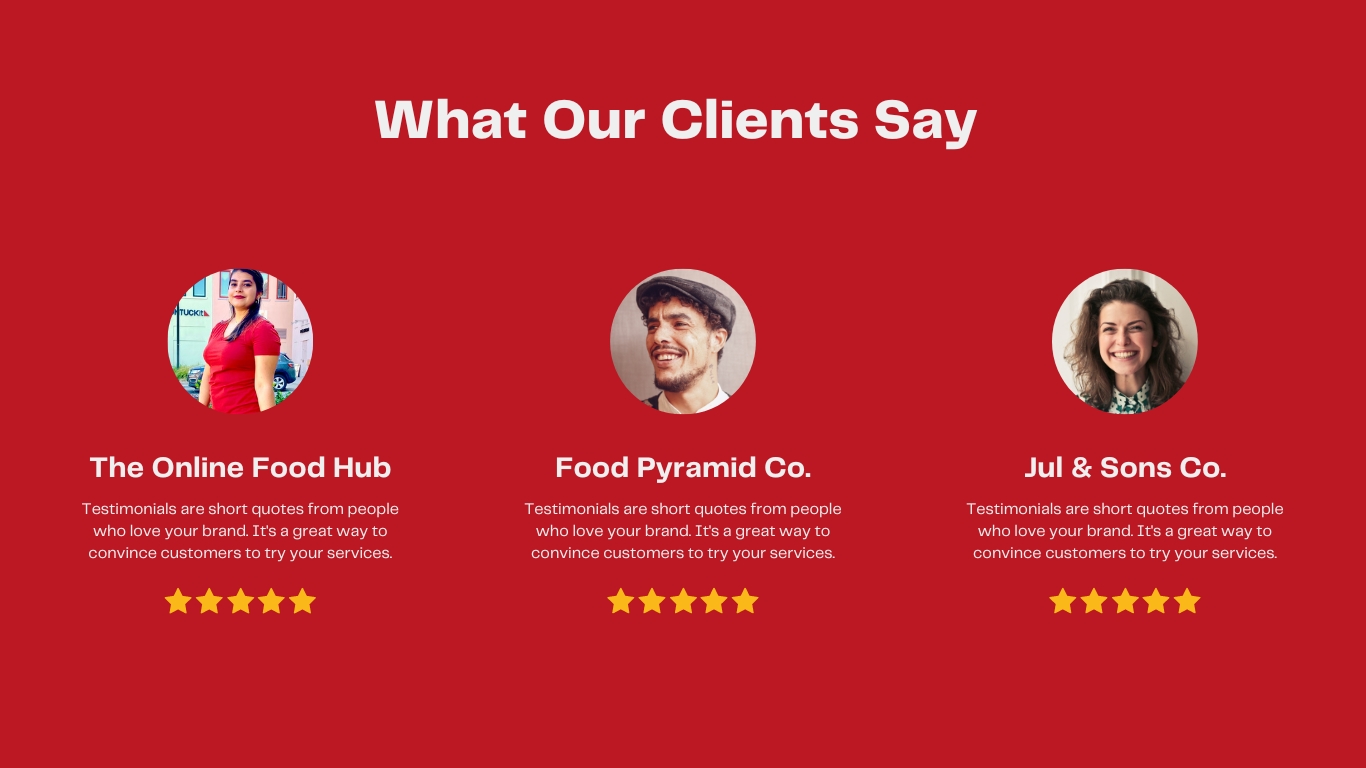 What Our Clients Say
The Online Food Hub
Testimonials are short quotes from people
who love your brand. It's a great way to
convince customers to try your services.
Food Pyramid Co.
Testimonials are short quotes from people
who love your brand. It's a great way to
convince customers to try your services.
Jul & Sons Co.
Testimonials are short quotes from people
who love your brand. It's a great way to
convince customers to try your services.